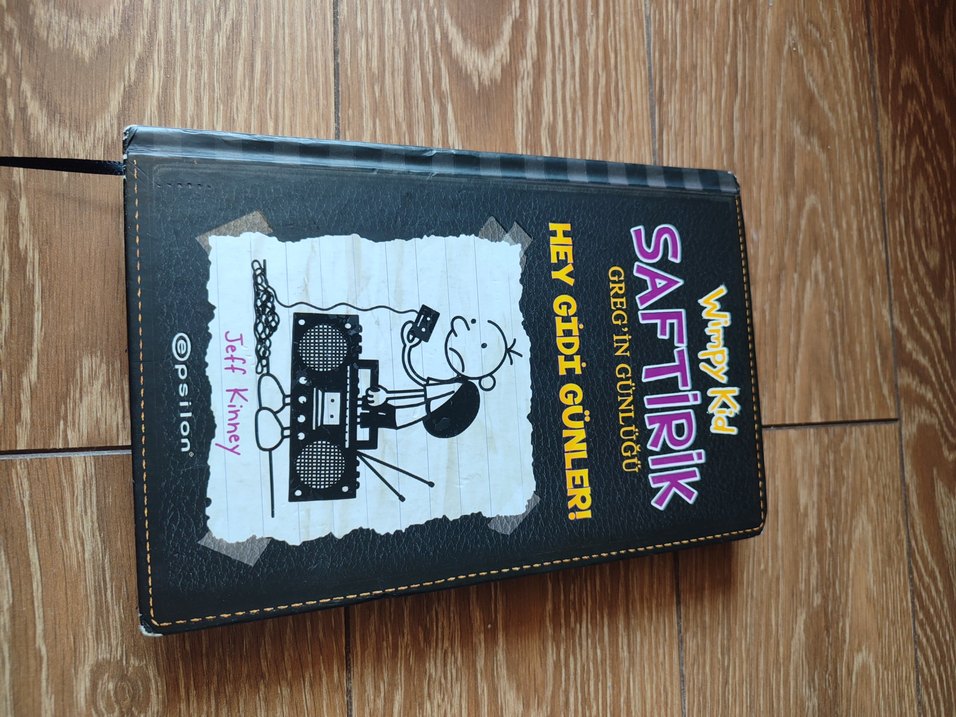 Wimpy Kid
SAFTİRİK
GREG'İN GÜNLÜĞÜ
HEY GİDİ GÜNLER!
Jeff Kinney
epsilon®